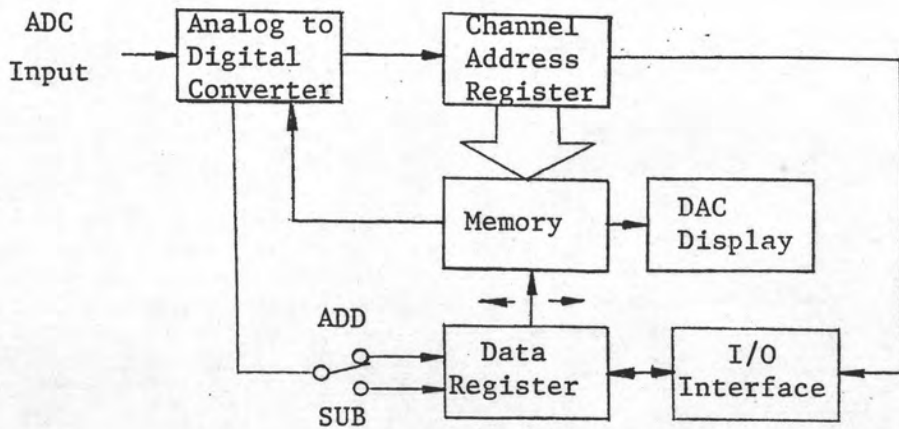 ADC
Input
Analog to
Digital
Converter
Channel
Address
Register
Memory
DAC
Display
ADD
SUB
Data
Register
I/O
Interface